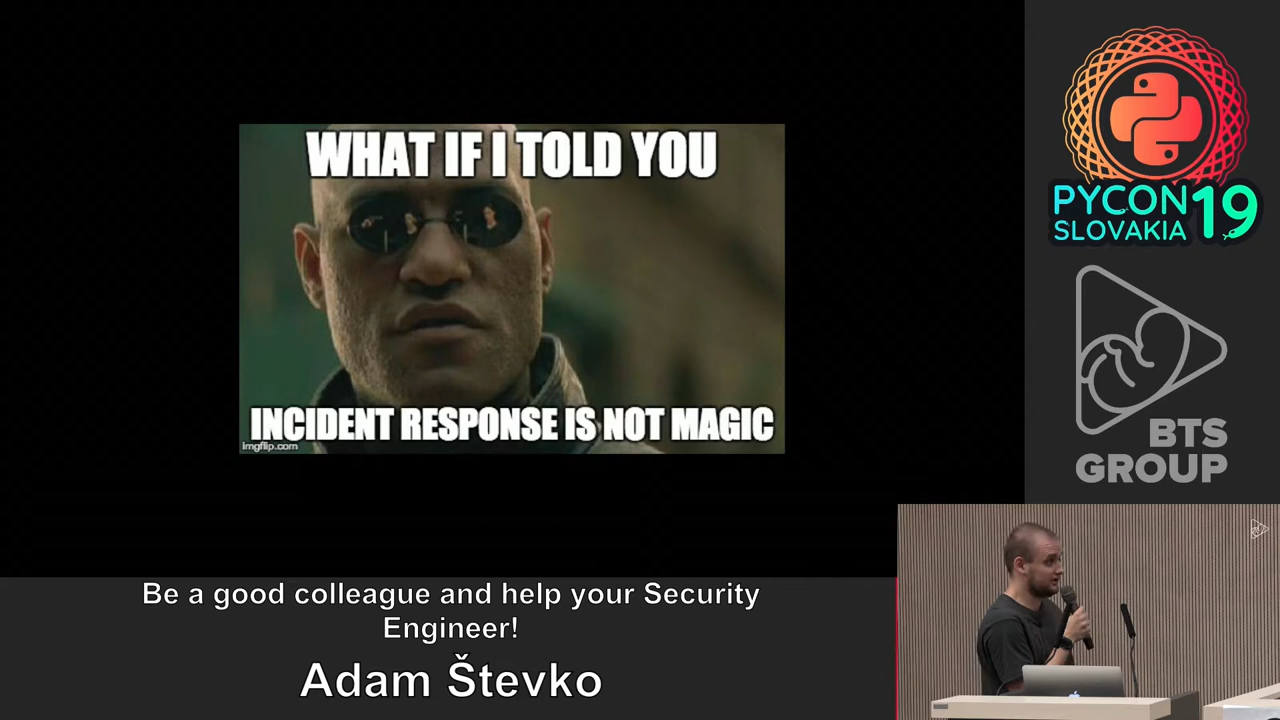 WHAT IF I TOLD YOU
INCIDENT RESPONSE IS NOT MAGIC
imgflip.com
PYCON
SLOVAKIA 19
BTS
GROUP
Be a good colleague and help your Security
Engineer!
Adam Števko